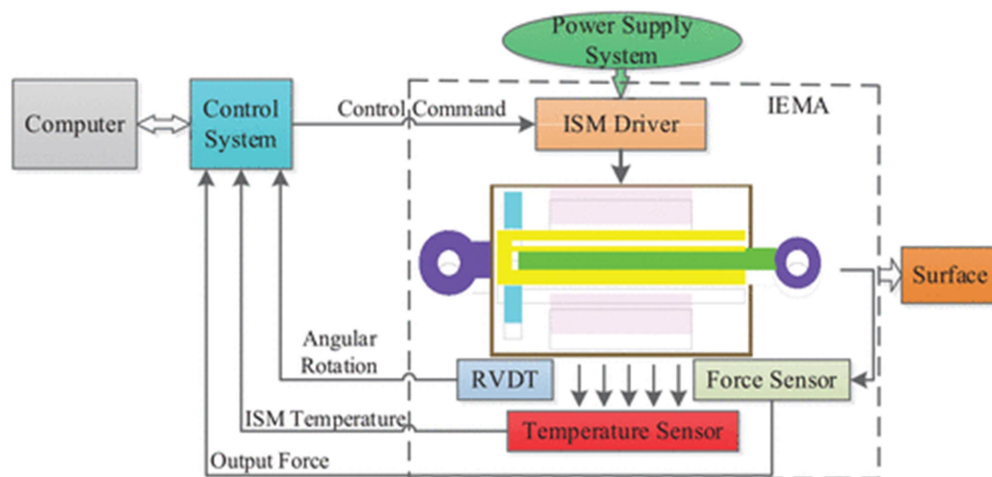 Power Supply
System
IEMA
Computer
Control
System
Control Command
ISM Driver
Surface
Angular
Rotation
RVDT
Force Sensor
ISM Temperature
Temperature Sensor
Output Force